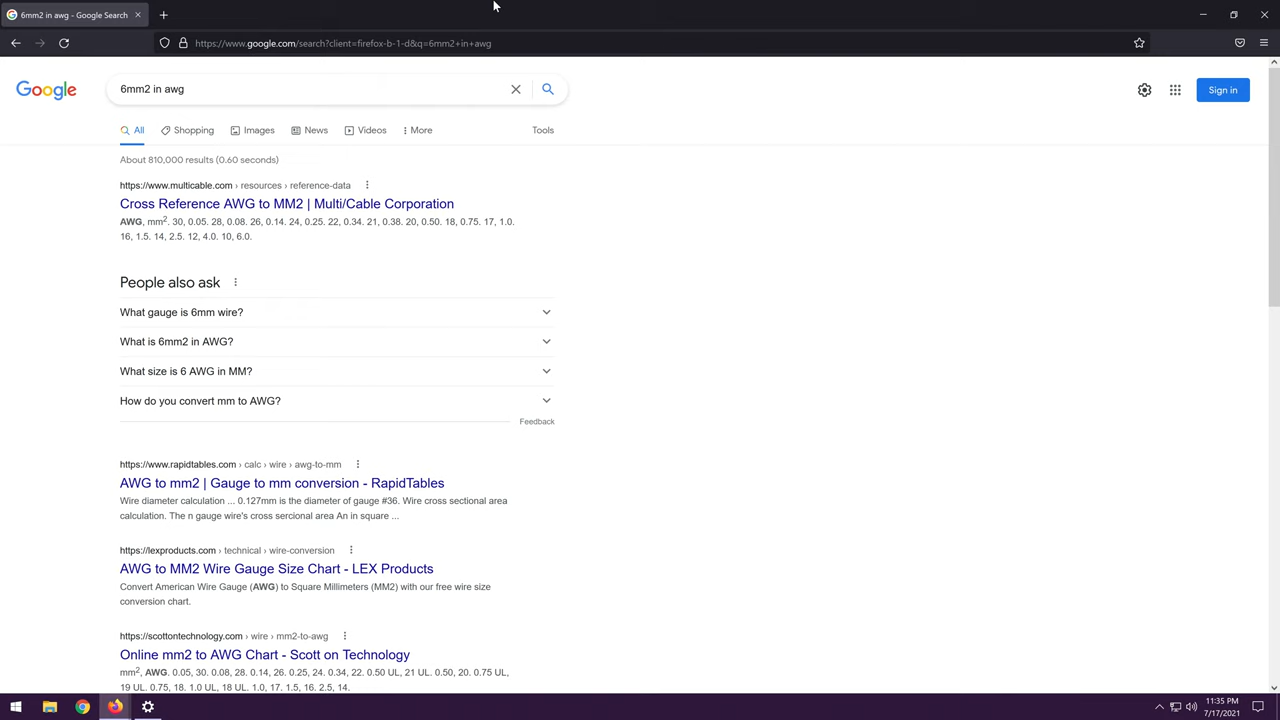 6mm2 in awg - Google Search
https://www.google.com/search?client=firefox-b-1-d&q=6mm2+in+awg
Google
6mm2 in awg
Sign in
All
Shopping
Images
News
Videos
More
Tools
About 810,000 results (0.60 seconds)
https://www.multicable.com › resources › reference-data
Cross Reference AWG to MM2 | Multi/Cable Corporation
AWG, mm². 30, 0.05. 28, 0.08. 26, 0.14. 24, 0.25. 22, 0.34. 21, 0.38. 20, 0.50. 18, 0.75. 17, 1.0.
16, 1.5. 14, 2.5. 12, 4.0. 10, 6.0.
People also ask
What gauge is 6mm wire?
What is 6mm2 in AWG?
What size is 6 AWG in MM?
How do you convert mm to AWG?
Feedback
https://www.rapidtables.com › calc › wire › awg-to-mm
AWG to mm2 | Gauge to mm conversion - RapidTables
Wire diameter calculation ... 0.127mm is the diameter of gauge #36. Wire cross sectional area
calculation. The n gauge wire's cross sercional area An in square ...
https://lexproducts.com › technical › wire-conversion
AWG to MM2 Wire Gauge Size Chart - LEX Products
Convert American Wire Gauge (AWG) to Square Millimeters (MM2) with our free wire size
conversion chart.
https://scottontechnology.com › wire › mm2-to-awg
Online mm2 to AWG Chart - Scott on Technology
mm², AWG. 0.05, 30. 0.08, 28. 0.14, 26. 0.25, 24. 0.34, 22. 0.50 UL, 21 UL. 0.50, 20. 0.75 UL,
19 UL. 0.75, 18. 1.0 UL, 18 UL. 1.0, 17. 1.5, 16. 2.5, 14.
11:35 PM
7/17/2021